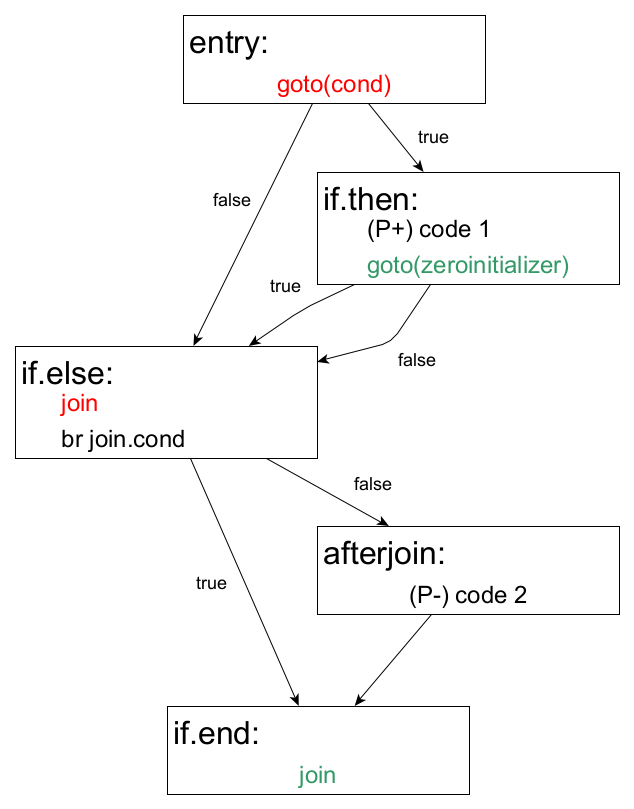 entry:
goto(cond)
true
false
if.then:
(P+) code 1
goto(zeroinitializer)
true
false
if.else:
join
br join.cond
false
true
afterjoin:
(P-) code 2
if.end:
join